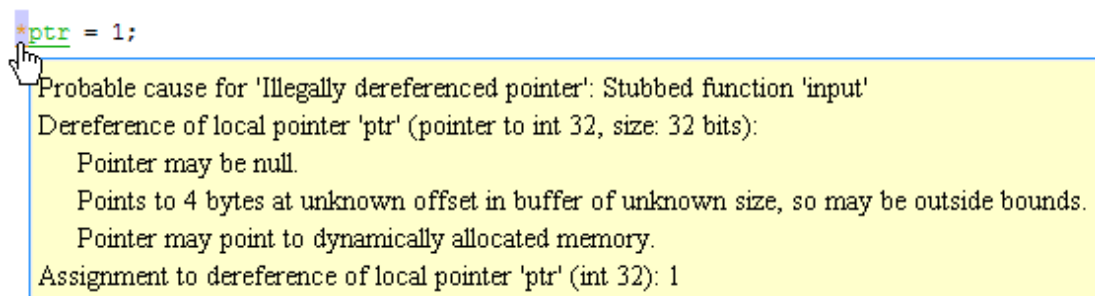 *ptr = 1;
Probable cause for 'Illegally dereferenced pointer': Stubbed function 'input'
Dereference of local pointer 'ptr' (pointer to int 32, size: 32 bits):
Pointer may be null.
Points to 4 bytes at unknown offset in buffer of unknown size, so may be outside bounds.
Pointer may point to dynamically allocated memory.
Assignment to dereference of local pointer 'ptr' (int 32): 1